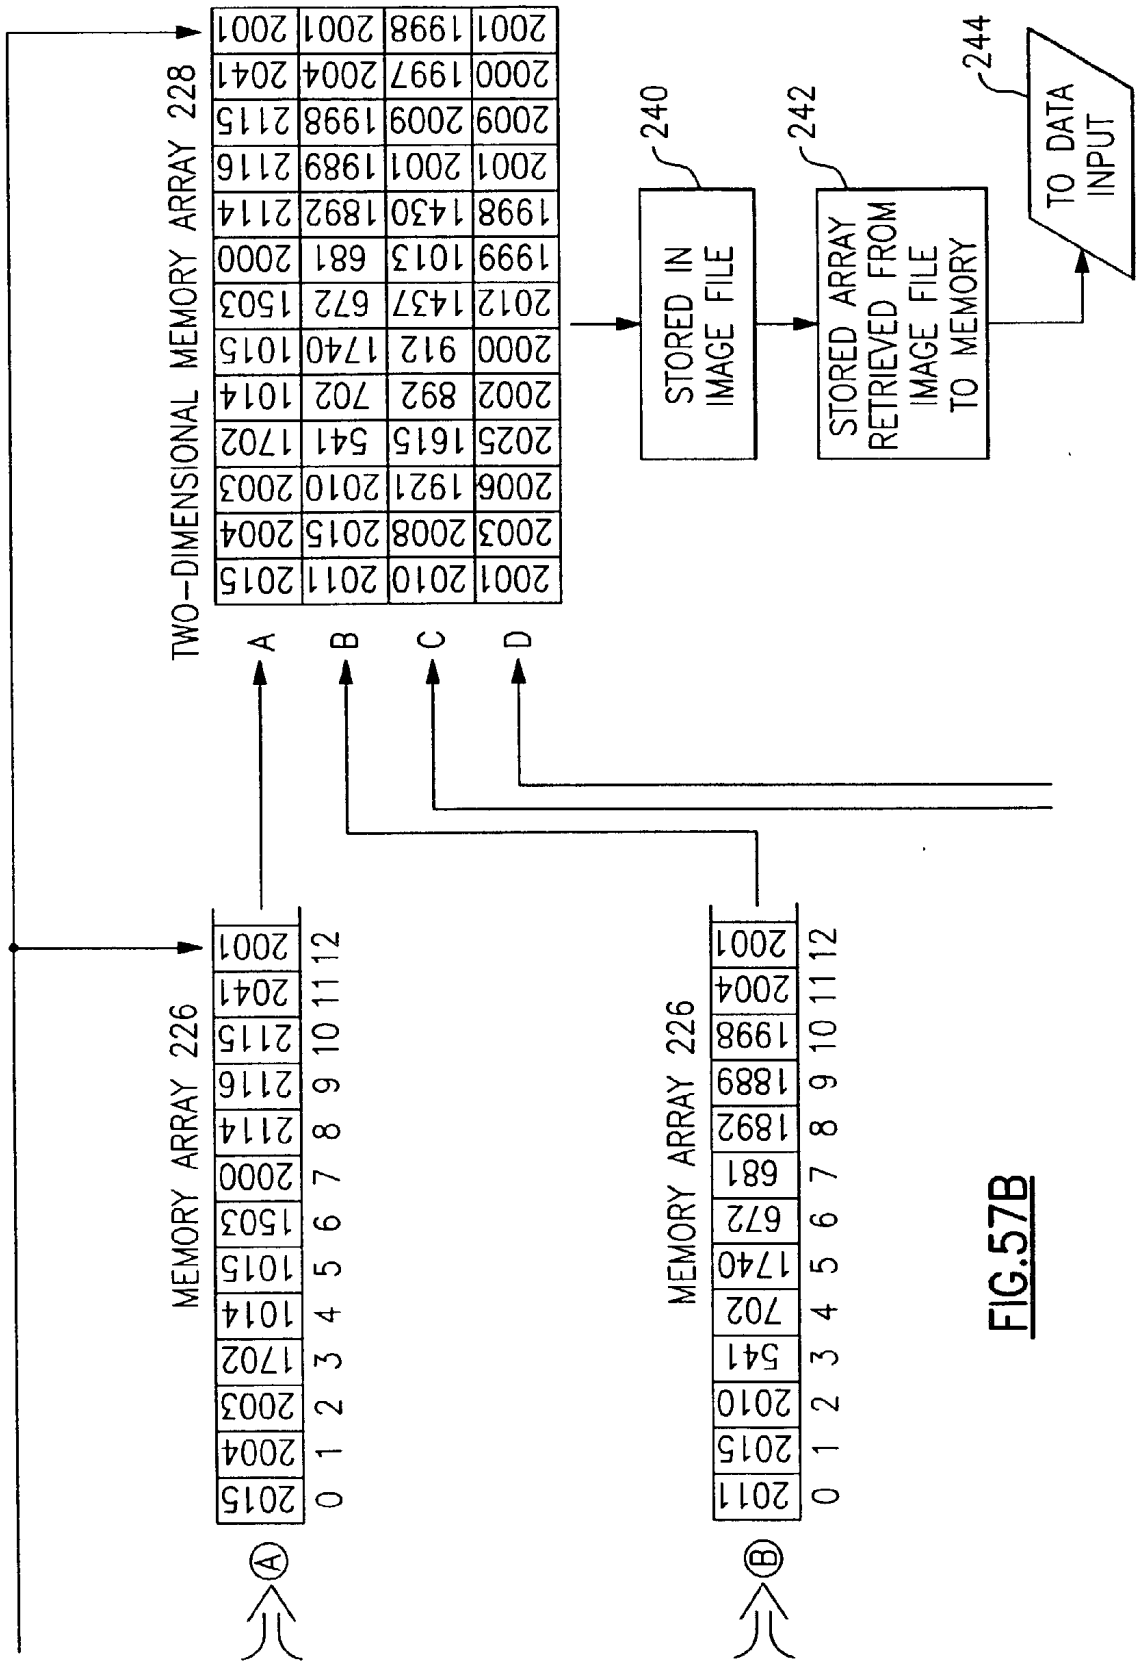 MEMORY ARRAY 226
A
2015 2004 2003 1702 1014 1015 1503 2000 2114 2116 2115 2041 2001
0 1 2 3 4 5 6 7 8 9 10 11 12
TWO-DIMENSIONAL MEMORY ARRAY 228
A 2015 2004 2003 1702 1014 1015 1503 2000 2114 2116 2115 2041 2001
B 2011 2015 2010 541 702 1740 672 681 1892 1989 1998 2004 2001
C 2010 2008 1921 1615 892 912 1437 1013 1430 2001 2009 1997 1998
D 2001 2003 2006 2025 2002 2000 2012 1999 1998 2001 2009 2000 2001
MEMORY ARRAY 226
B
2011 2015 2010 541 702 1740 672 681 1892 1889 1998 2004 2001
0 1 2 3 4 5 6 7 8 9 10 11 12
STORED IN
IMAGE FILE
240
STORED ARRAY
RETRIEVED FROM
IMAGE FILE
TO MEMORY
242
TO DATA
INPUT
244
FIG.57B